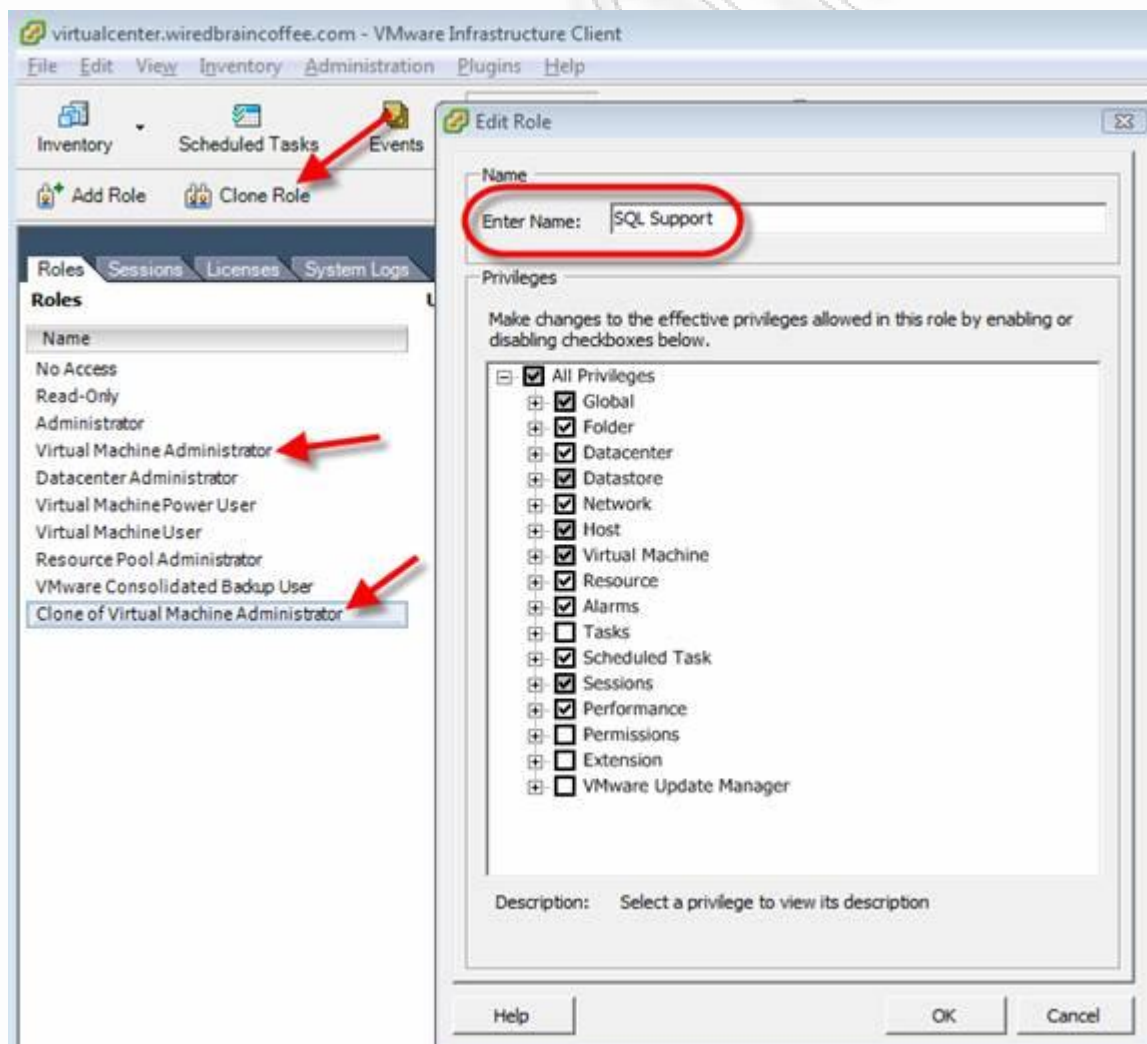 virtualcenter.wiredbraincoffee.com - VMware Infrastructure Client
File Edit View Inventory Administration Plugins Help
Inventory Scheduled Tasks Events
Add Role Clone Role
Roles Sessions Licenses System Logs
Roles U
Name
No Access
Read-Only
Administrator
Virtual Machine Administrator
Datacenter Administrator
Virtual Machine Power User
Virtual Machine User
Resource Pool Administrator
VMware Consolidated Backup User
Clone of Virtual Machine Administrator
Edit Role
Name
Enter Name: SQL Support
Privileges
Make changes to the effective privileges allowed in this role by enabling or
disabling checkboxes below.
All Privileges
Global
Folder
Datacenter
Datastore
Network
Host
Virtual Machine
Resource
Alarms
Tasks
Scheduled Task
Sessions
Performance
Permissions
Extension
VMware Update Manager
Description: Select a privilege to view its description
Help OK Cancel